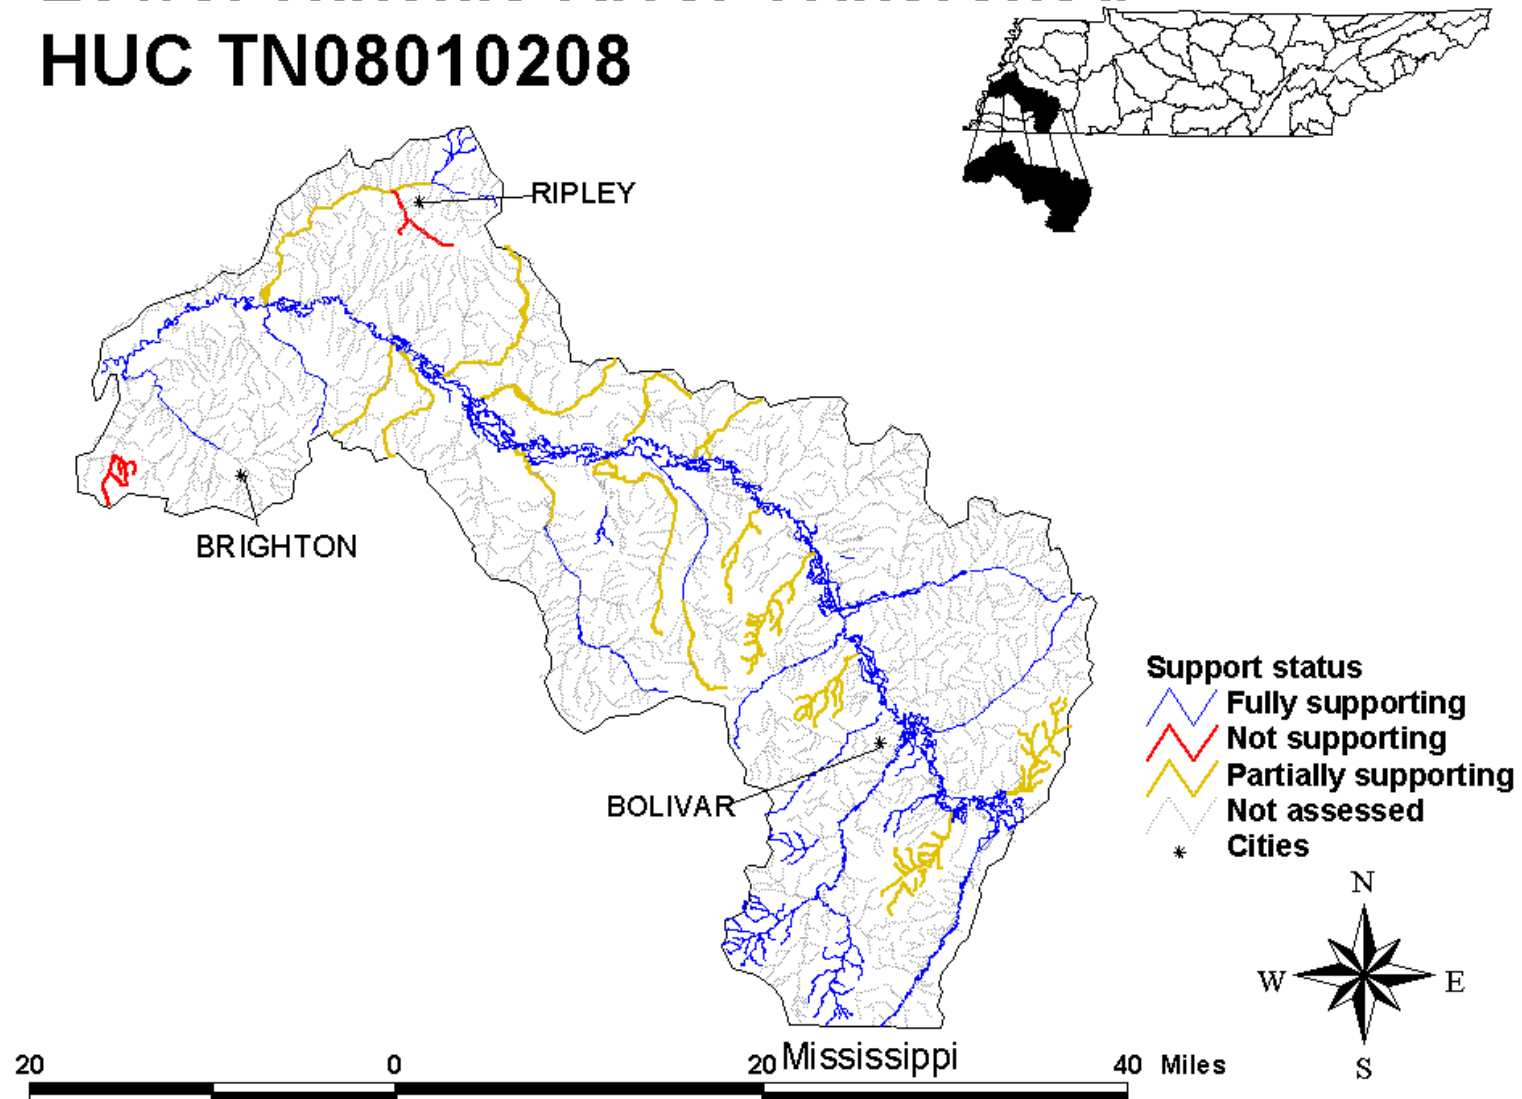 HUC TN08010208
RIPLEY
BRIGHTON
BOLIVAR
Support status
Fully supporting
Not supporting
Partially supporting
Not assessed
Cities
N
W E
S
Mississippi
20 0 20 40 Miles